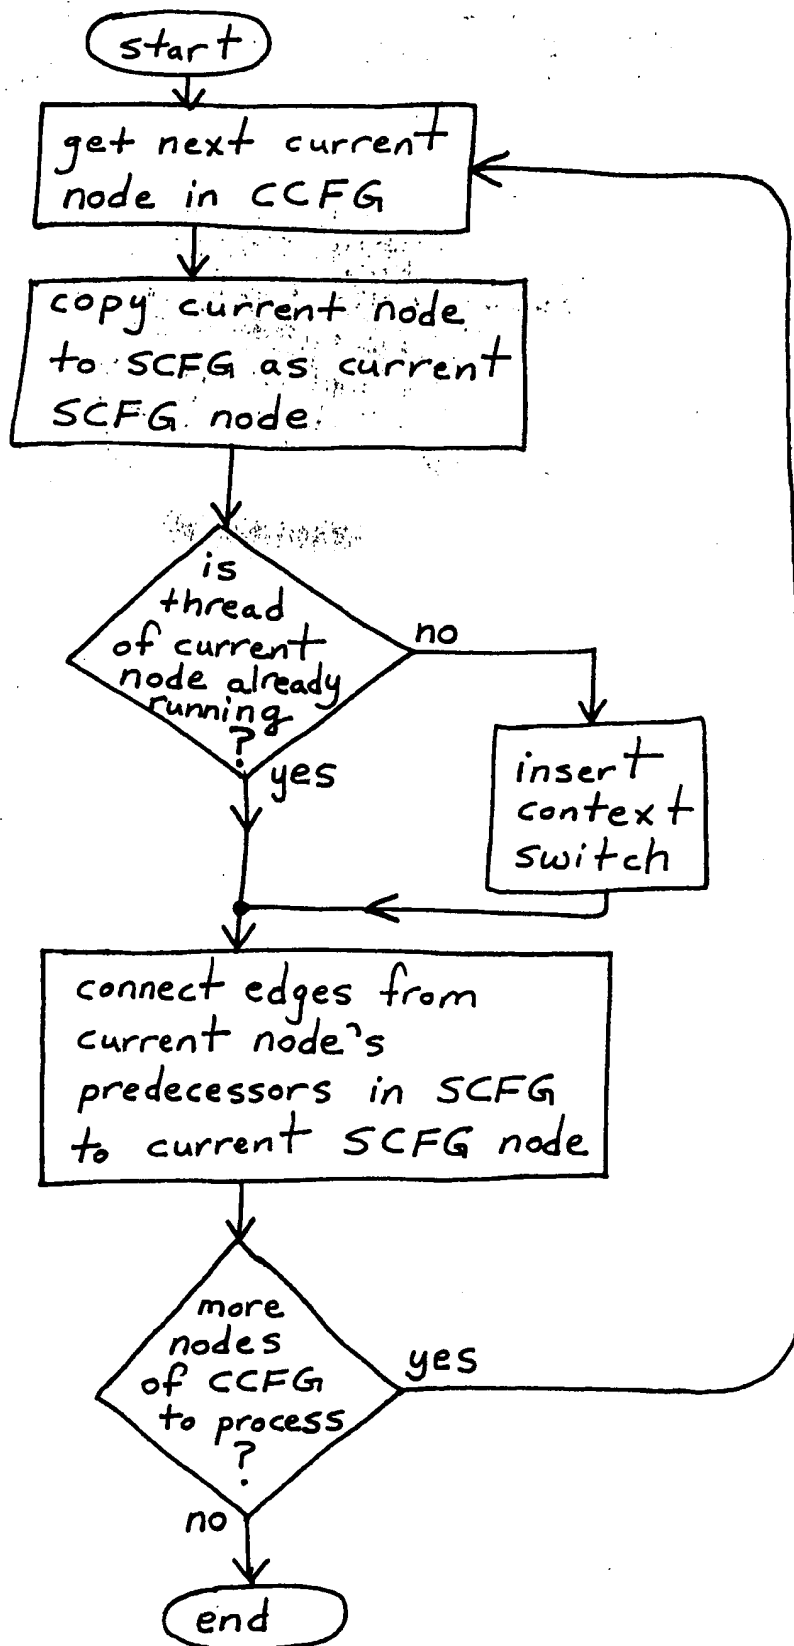 start
get next current
node in CCFG
copy current node
to SCFG as current
SCFG node
is
thread
of current
node already
running
?
no
yes
insert
context
switch
connect edges from
current node's
predecessors in SCFG
to current SCFG node
more
nodes
of CCFG
to process
?
yes
no
end